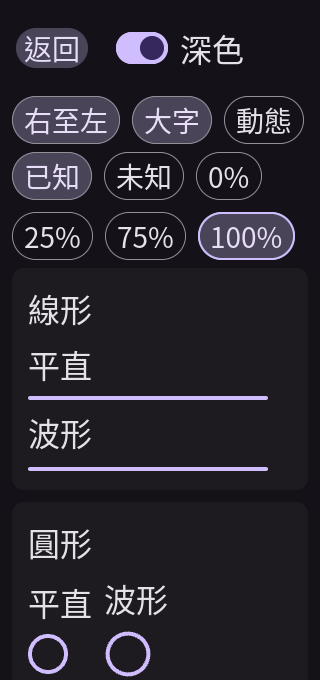 返回 深色
右至左 大字 動態
已知 未知 0%
25% 75% 100%
線形
平直
波形
圓形
平直 波形